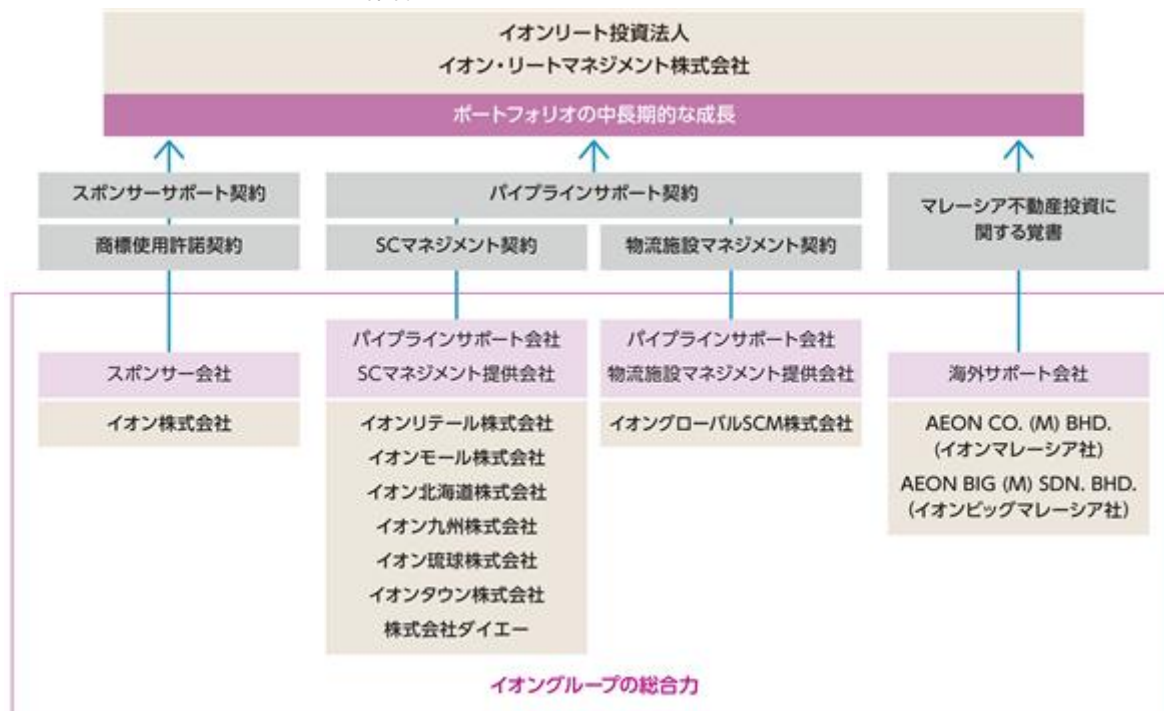 イオンリート投資法人
イオン・リートマネジメント株式会社
ポートフォリオの中長期的な成長
スポンサーサポート契約
商標使用許諾契約
パイプラインサポート契約
SCマネジメント契約
物流施設マネジメント契約
マレーシア不動産投資に
関する覚書
スポンサー会社
イオン株式会社
パイプラインサポート会社
SCマネジメント提供会社
イオンリテール株式会社
イオンモール株式会社
イオン北海道株式会社
イオン九州株式会社
イオン琉球株式会社
イオンタウン株式会社
株式会社ダイエー
パイプラインサポート会社
物流施設マネジメント提供会社
イオングローバルSCM株式会社
海外サポート会社
AEON CO. (M) BHD.
(イオンマレーシア社)
AEON BIG (M) SDN. BHD.
(イオンビッグマレーシア社)
イオングループの総合力